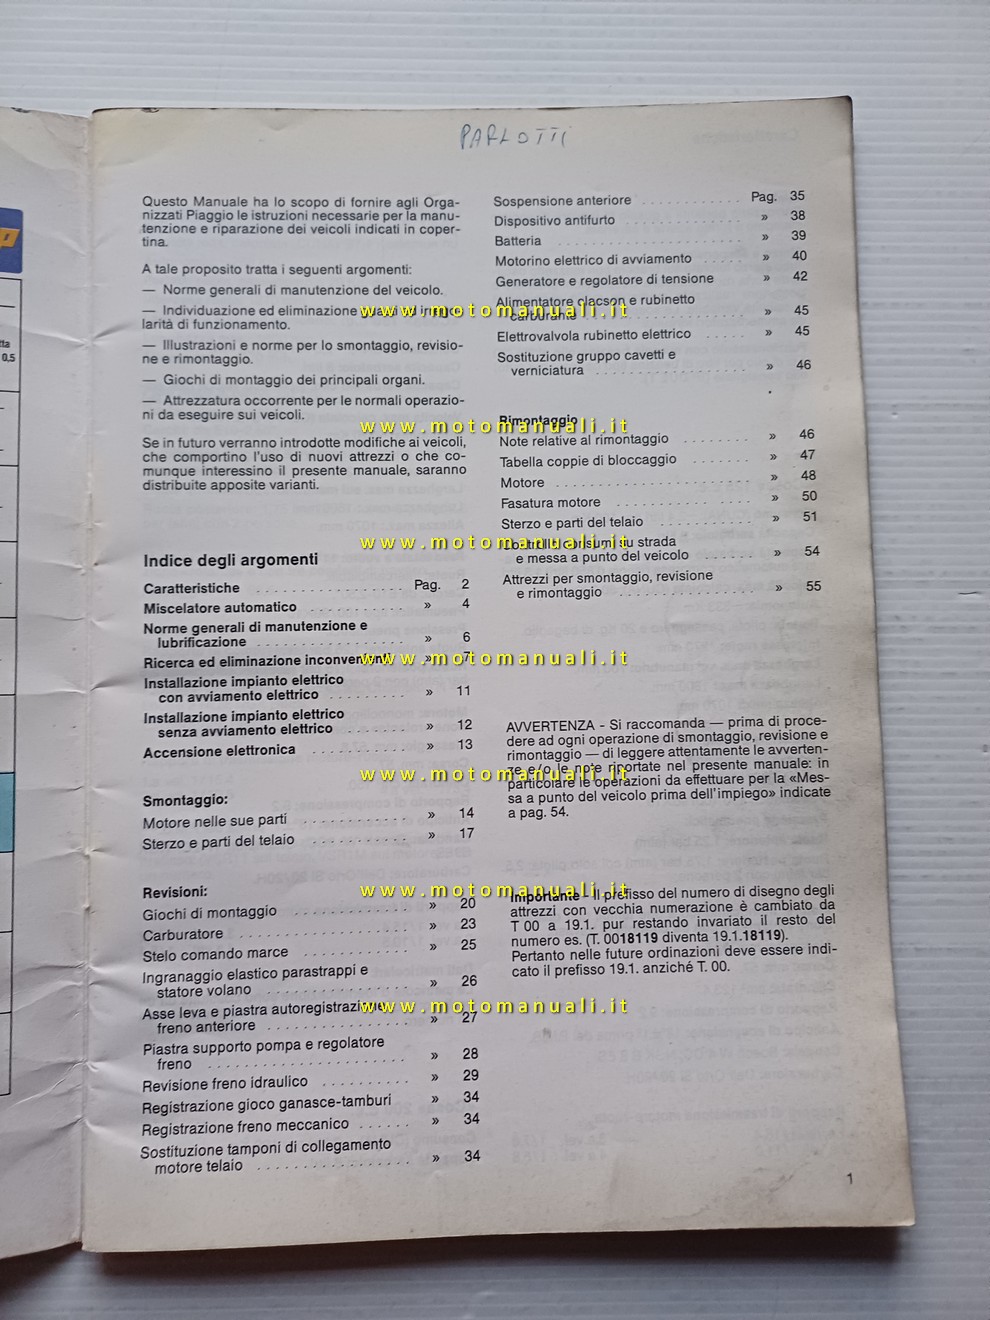 PARLOTTI
Questo Manuale ha lo scopo di fornire agli Orga-
nizzati Piaggio le istruzioni necessarie per la manu-
tenzione e riparazione dei veicoli indicati in coper-
tina.
A tale proposito tratta i seguenti argomenti:
— Norme generali di manutenzione del veicolo.
— Individuazione ed eliminazione
larità di funzionamento.
— Illustrazioni e norme per lo smontaggio, revisio-
ne e rimontaggio.
— Giochi di montaggio dei principali organi.
— Attrezzatura occorrente per le normali operazio-
ni da eseguire sui veicoli.
Se in futuro verranno introdotte modifiche ai veicoli,
che comportino l'uso di nuovi attrezzi o che co-
munque interessino il presente manuale, saranno
distribuite apposite varianti.
Indice degli argomenti
Caratteristiche . . . . . . . . . . . . . . . . . Pag. 2
Miscelatore automatico . . . . . . . . . . . » 4
Norme generali di manutenzione e
lubrificazione . . . . . . . . . . . . . . . . » 6
Ricerca ed eliminazione inconvenienti » 7
Installazione impianto elettrico
con avviamento elettrico . . . . . . . . . » 11
Installazione impianto elettrico
senza avviamento elettrico . . . . . . . » 12
Accensione elettronica . . . . . . . . . . . » 13
Smontaggio:
Motore nelle sue parti . . . . . . . . . . . . » 14
Sterzo e parti del telaio . . . . . . . . . . . » 17
Revisioni:
Giochi di montaggio . . . . . . . . . . . . . » 20
Carburatore . . . . . . . . . . . . . . . . . . . » 23
Stelo comando marce . . . . . . . . . . . . » 25
Ingranaggio elastico parastrappi e
statore volano . . . . . . . . . . . . . . . . » 26
Asse leva e piastra autoregistrazione
freno anteriore . . . . . . . . . . . . . . . » 27
Piastra supporto pompa e regolatore
freno . . . . . . . . . . . . . . . . . . . . . . » 28
Revisione freno idraulico . . . . . . . . . . » 29
Registrazione gioco ganasce-tamburi » 34
Registrazione freno meccanico . . . . . . » 34
Sostituzione tamponi di collegamento
motore telaio . . . . . . . . . . . . . . . . . » 34
Sospensione anteriore . . . . . . . . . . . . Pag. 35
Dispositivo antifurto . . . . . . . . . . . . . . » 38
Batteria . . . . . . . . . . . . . . . . . . . . . . » 39
Motorino elettrico di avviamento . . . . . » 40
Generatore e regolatore di tensione » 42
Alimentatore clacson e rubinetto
carburante . . . . . . . . . . . . . . . . . . » 45
Elettrovalvola rubinetto elettrico . . . . . » 45
Sostituzione gruppo cavetti e
verniciatura . . . . . . . . . . . . . . . . . . » 46
Rimontaggio
Note relative al rimontaggio . . . . . . . . » 46
Tabella coppie di bloccaggio . . . . . . . » 47
Motore . . . . . . . . . . . . . . . . . . . . . . » 48
Fasatura motore . . . . . . . . . . . . . . . . » 50
Sterzo e parti del telaio . . . . . . . . . . . » 51
Controllo consumi su strada
e messa a punto del veicolo . . . . . . » 54
Attrezzi per smontaggio, revisione
e rimontaggio . . . . . . . . . . . . . . . . » 55
AVVERTENZA - Si raccomanda — prima di proce-
dere ad ogni operazione di smontaggio, revisione e
rimontaggio — di leggere attentamente le avverten-
ze e/o le note riportate nel presente manuale: in
particolare le operazioni da effettuare per la «Mes-
sa a punto del veicolo prima dell'impiego» indicate
a pag. 54.
Importante - Il prefisso del numero di disegno degli
attrezzi con vecchia numerazione è cambiato da
T 00 a 19.1. pur restando invariato il resto del
numero es. (T. 0018119 diventa 19.1.18119).
Pertanto nelle future ordinazioni deve essere indi-
cato il prefisso 19.1. anziché T. 00.
1
www.motomanuali.it
www.motomanuali.it
www.motomanuali.it
www.motomanuali.it
www.motomanuali.it
www.motomanuali.it
www.motomanuali.it
0,5